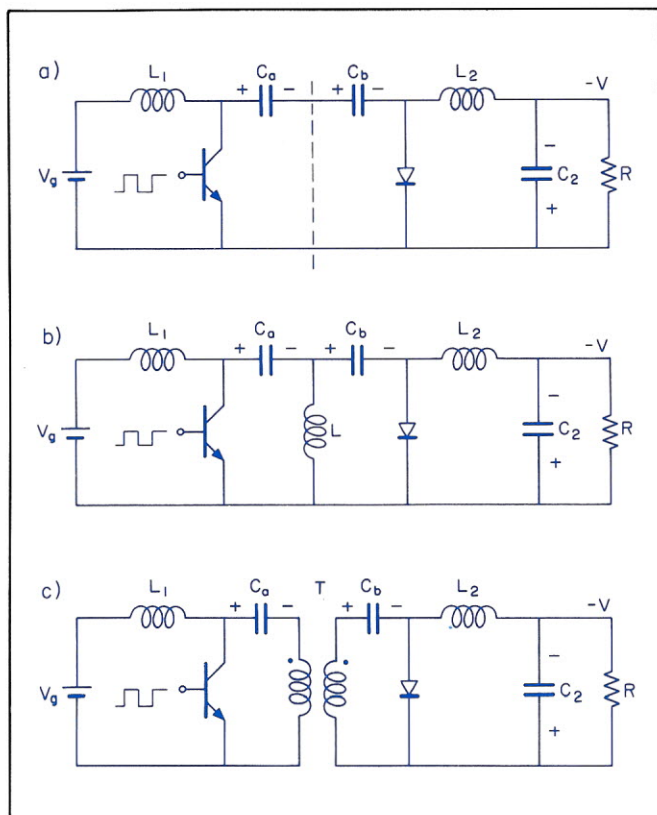 a)
L1 + Ca - + Cb - L2 -V
Vg - C2 + R
b)
L1 + Ca - + Cb - L2 -V
Vg L - C2 + R
c)
L1 + Ca - T + Cb - L2 -V
Vg - C2 + R